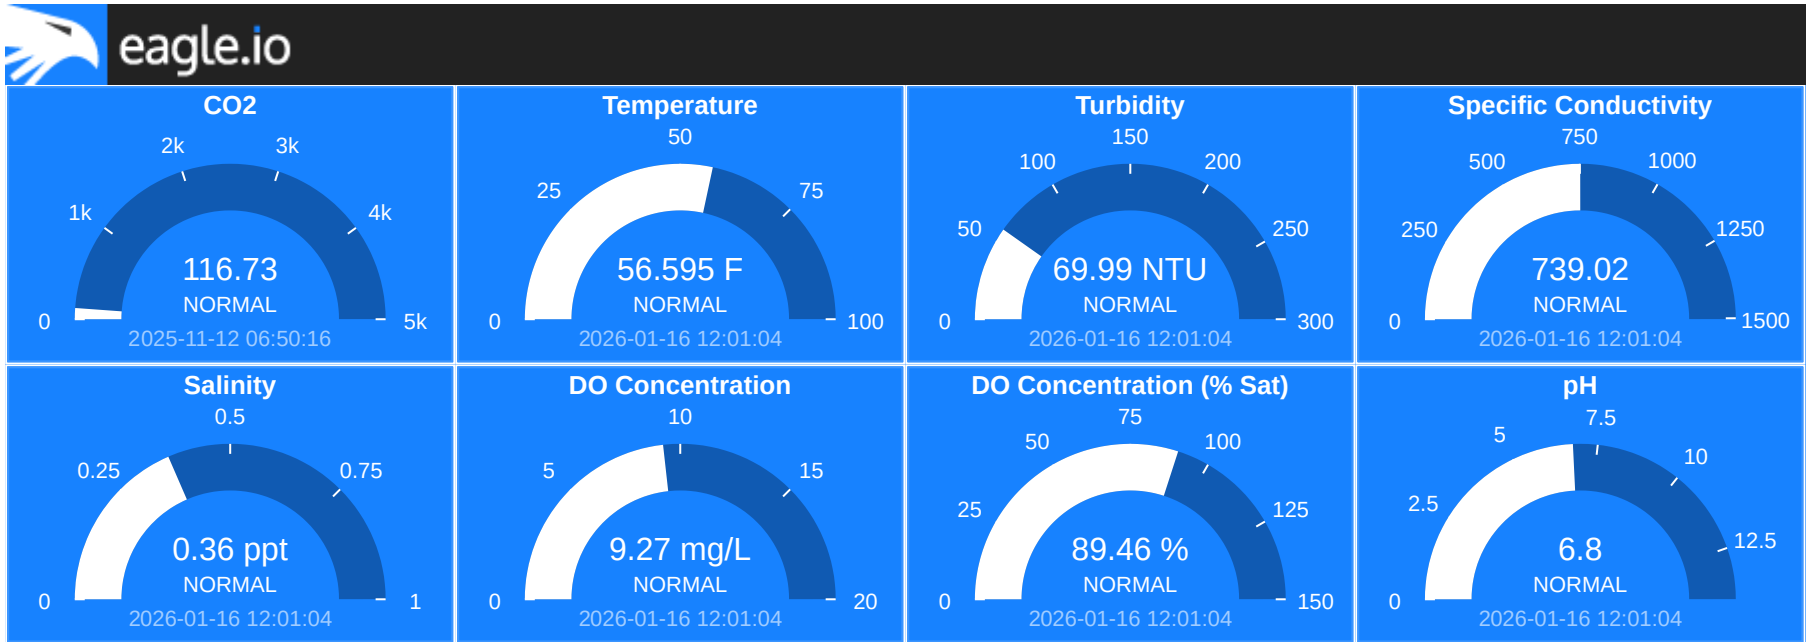 eagle.io
CO2
0
1k
2k
3k
4k
5k
116.73
NORMAL
2025-11-12 06:50:16
Temperature
0
25
50
75
100
56.595 F
NORMAL
2026-01-16 12:01:04
Turbidity
0
50
100
150
200
250
300
69.99 NTU
NORMAL
2026-01-16 12:01:04
Specific Conductivity
0
250
500
750
1000
1250
1500
739.02
NORMAL
2026-01-16 12:01:04
Salinity
0
0.25
0.5
0.75
1
0.36 ppt
NORMAL
2026-01-16 12:01:04
DO Concentration
0
5
10
15
20
9.27 mg/L
NORMAL
2026-01-16 12:01:04
DO Concentration (% Sat)
0
25
50
75
100
125
150
89.46 %
NORMAL
2026-01-16 12:01:04
pH
0
2.5
5
7.5
10
12.5
6.8
NORMAL
2026-01-16 12:01:04